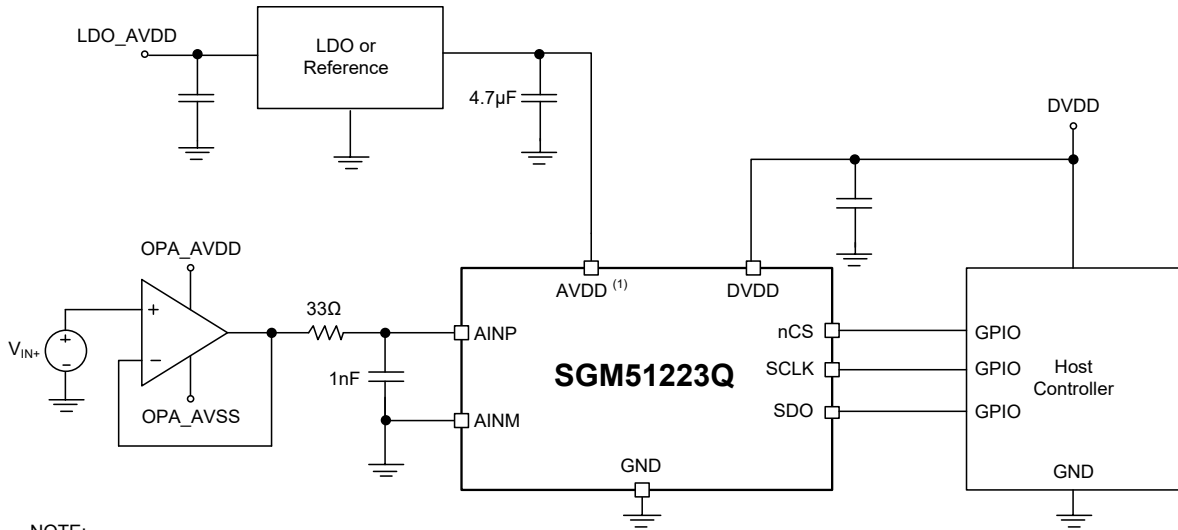 LDO_AVDD
LDO or
Reference
4.7µF
DVDD
OPA_AVDD
33Ω
V_IN+
+
−
+
−
1nF
OPA_AVSS
AVDD (1)
DVDD
AINP
AINM
SGM51223Q
nCS
SCLK
SDO
GND
GPIO
GPIO
GPIO
Host
Controller
GND
NOTE: